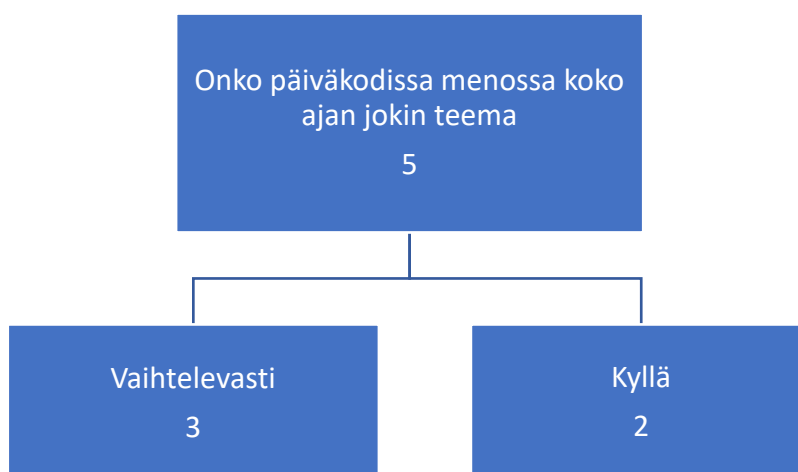 Onko päiväkodissa menossa koko
ajan jokin teema
5
Vaihtelevasti
3
Kyllä
2